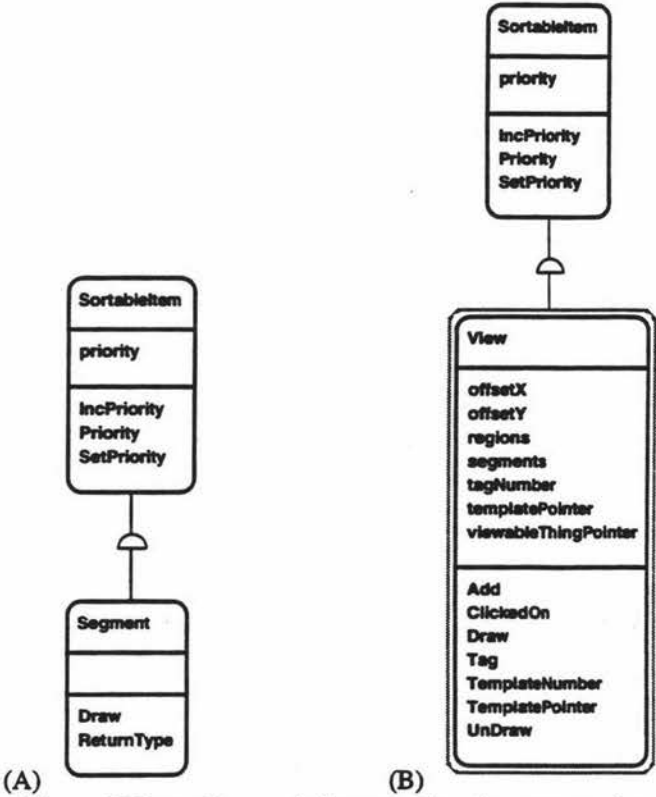 SortableItem
priority
IncPriority
Priority
SetPriority
Segment
Draw
ReturnType
(A)
SortableItem
priority
IncPriority
Priority
SetPriority
View
offsetX
offsetY
regions
segments
tagNumber
templatePointer
viewableThingPointer
Add
ClickedOn
Draw
Tag
TemplateNumber
TemplatePointer
UnDraw
(B)